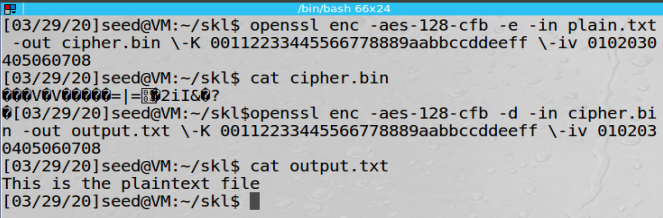 /bin/bash 66x24
[03/29/20]seed@VM:~/skl$ openssl enc -aes-128-cfb -e -in plain.txt
-out cipher.bin \-K 00112233445566778889aabbccddeeff \-iv 0102030
405060708
[03/29/20]seed@VM:~/skl$ cat cipher.bin
���V�V�����=|=�2iI&�?
�[03/29/20]seed@VM:~/skl$openssl enc -aes-128-cfb -d -in cipher.bi
n -out output.txt \-K 00112233445566778889aabbccddeeff \-iv 010203
0405060708
[03/29/20]seed@VM:~/skl$ cat output.txt
This is the plaintext file
[03/29/20]seed@VM:~/skl$